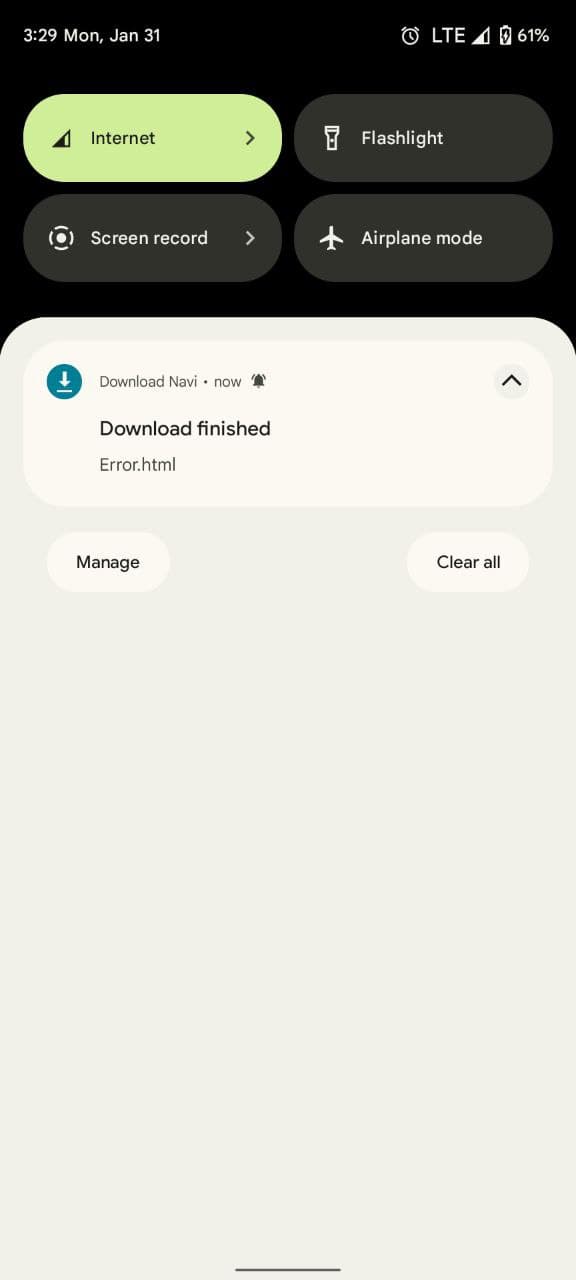 3:29 Mon, Jan 31 LTE 61%
Internet
Flashlight
Screen record
Airplane mode
Download Navi • now
Download finished
Error.html
Manage
Clear all